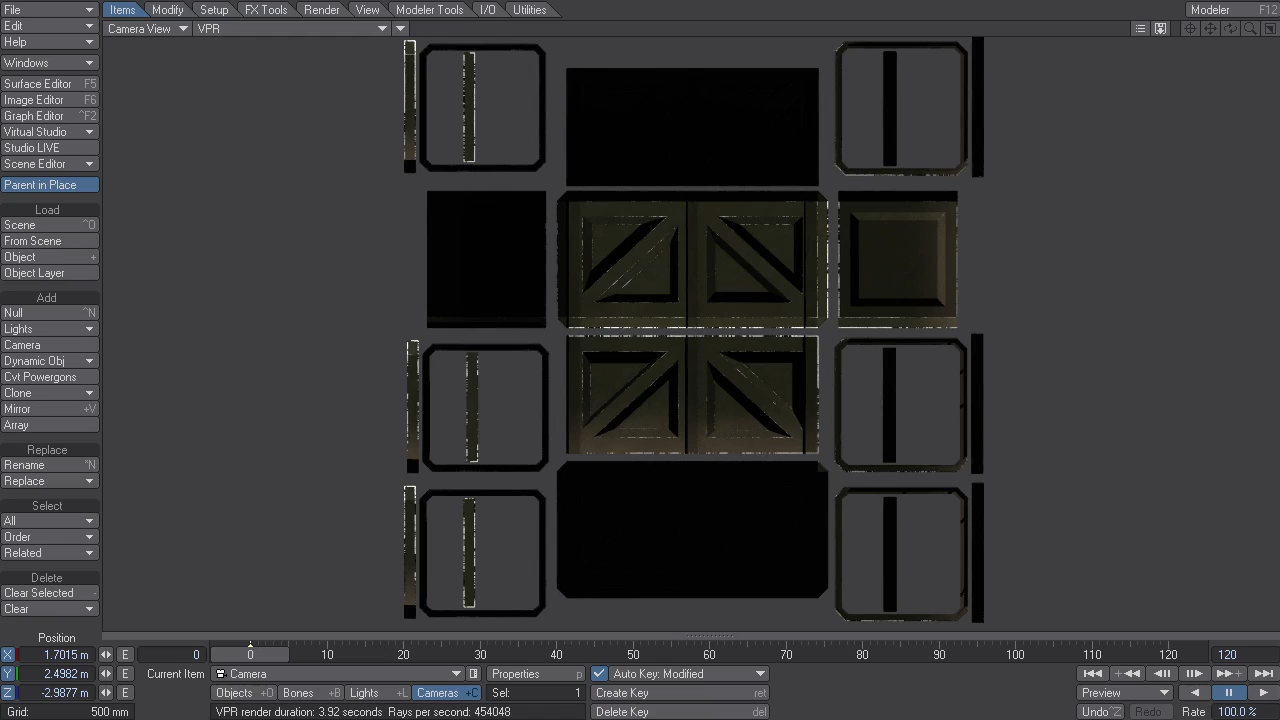 File Items Modify Setup FX Tools Render View Modeler Tools I/O Utilities Modeler F12
Edit Camera View VPR
Help
Windows
Surface Editor F5
Image Editor F6
Graph Editor ^F2
Virtual Studio
Studio LIVE
Scene Editor
Parent in Place
Load
Scene ^O
From Scene
Object +
Object Layer
Add
Null ^N
Lights
Camera
Dynamic Obj
Cvt Powergons
Clone
Mirror +V
Array
Replace
Rename ^N
Replace
Select
All
Order
Related
Delete
Clear Selected -
Clear
Position
X 1.7015 m E 0 0 10 20 30 40 50 60 70 80 90 100 110 120
Y 2.4982 m E Current Item Camera Properties p Auto Key: Modified
Z -2.9877 m E Objects +O Bones +B Lights +L Cameras +C Sel: 1 Create Key ret Preview
Grid: 500 mm VPR render duration: 3.92 seconds Rays per second: 454048 Delete Key del Undo ^Z Redo Rate 100.0 %